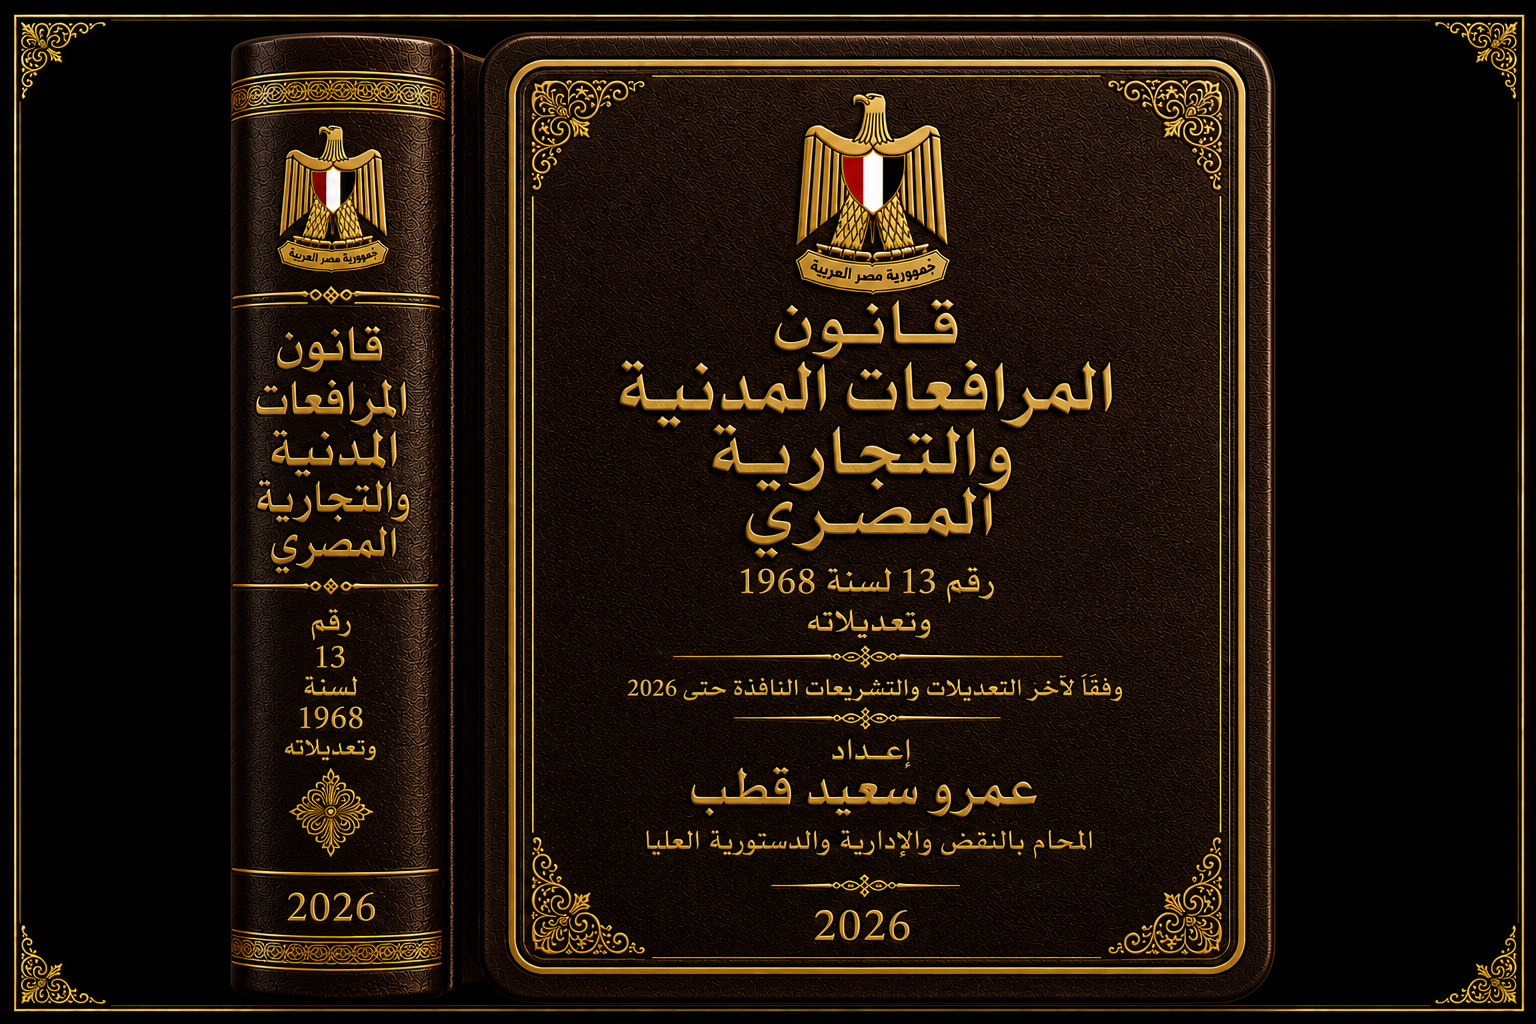 جمهورية مصر العربية
قانون
المرافعات المدنية
والتجارية
المصري
رقم 13 لسنة 1968
وتعديلاته
وفقًا لآخر التعديلات والتشريعات النافذة حتى 2026
إعداد
عمرو سعيد قطب
المحام بالنقض والإدارية والدستورية العليا
2026
جمهورية مصر العربية
قانون
المرافعات
المدنية
والتجارية
المصري
رقم
13
لسنة
1968
وتعديلاته
2026